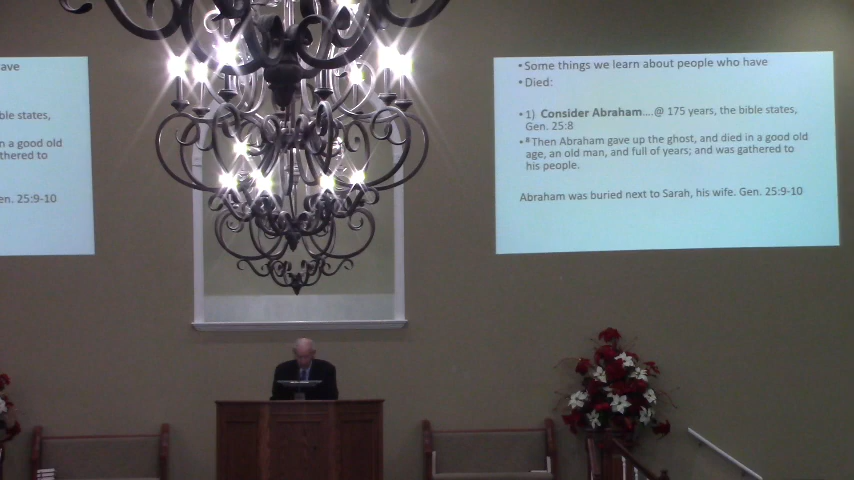 ave
ble states,
n a good old
thered to
en. 25:9-10
•Some things we learn about people who have
•Died:
•1) Consider Abraham....@ 175 years, the bible states,
Gen. 25:8
•8 Then Abraham gave up the ghost, and died in a good old
age, an old man, and full of years; and was gathered to
his people.
Abraham was buried next to Sarah, his wife. Gen. 25:9-10